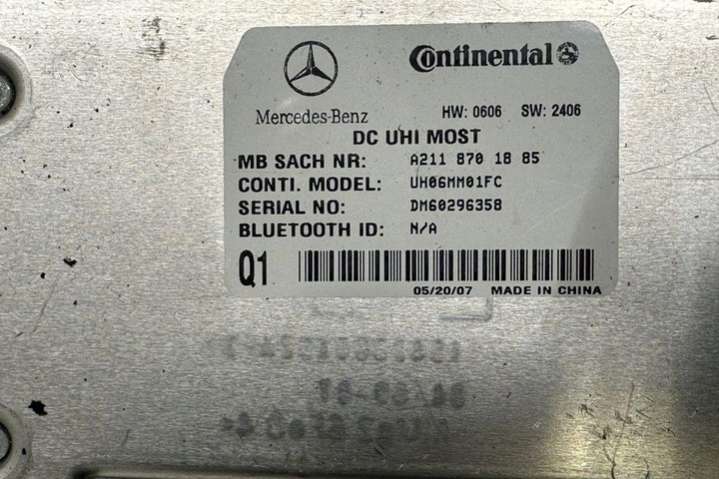 Continental
Mercedes-Benz HW: 0606 SW: 2406
DC UHI MOST
MB SACH NR: A211 870 18 85
CONTI. MODEL: UH06MM01FC
SERIAL NO: DM60296358
BLUETOOTH ID: N/A
Q1
05/20/07 MADE IN CHINA